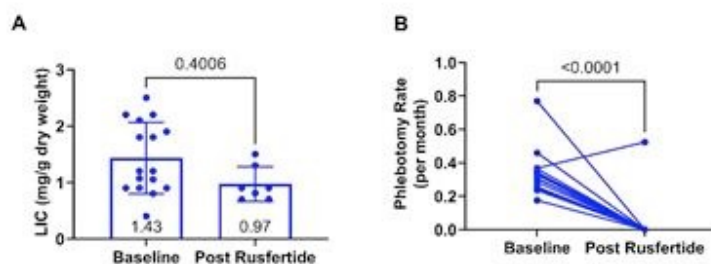 A
0.4006
LIC (mg/g dry weight)
3
2
1
0
1.43
0.97
Baseline
Post Rusfertide
B
<0.0001
Phlebotomy Rate
(per month)
1.0
0.8
0.6
0.4
0.2
0.0
Baseline
Post Rusfertide